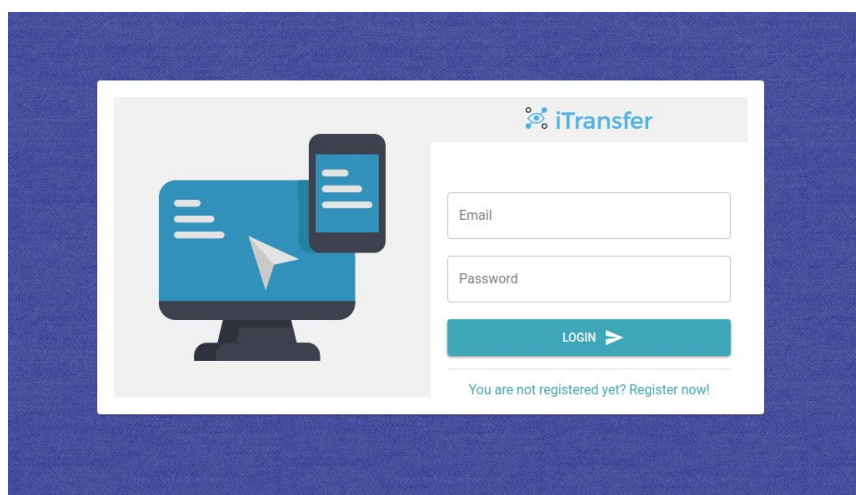 iTransfer
Email
Password
LOGIN
You are not registered yet? Register now!